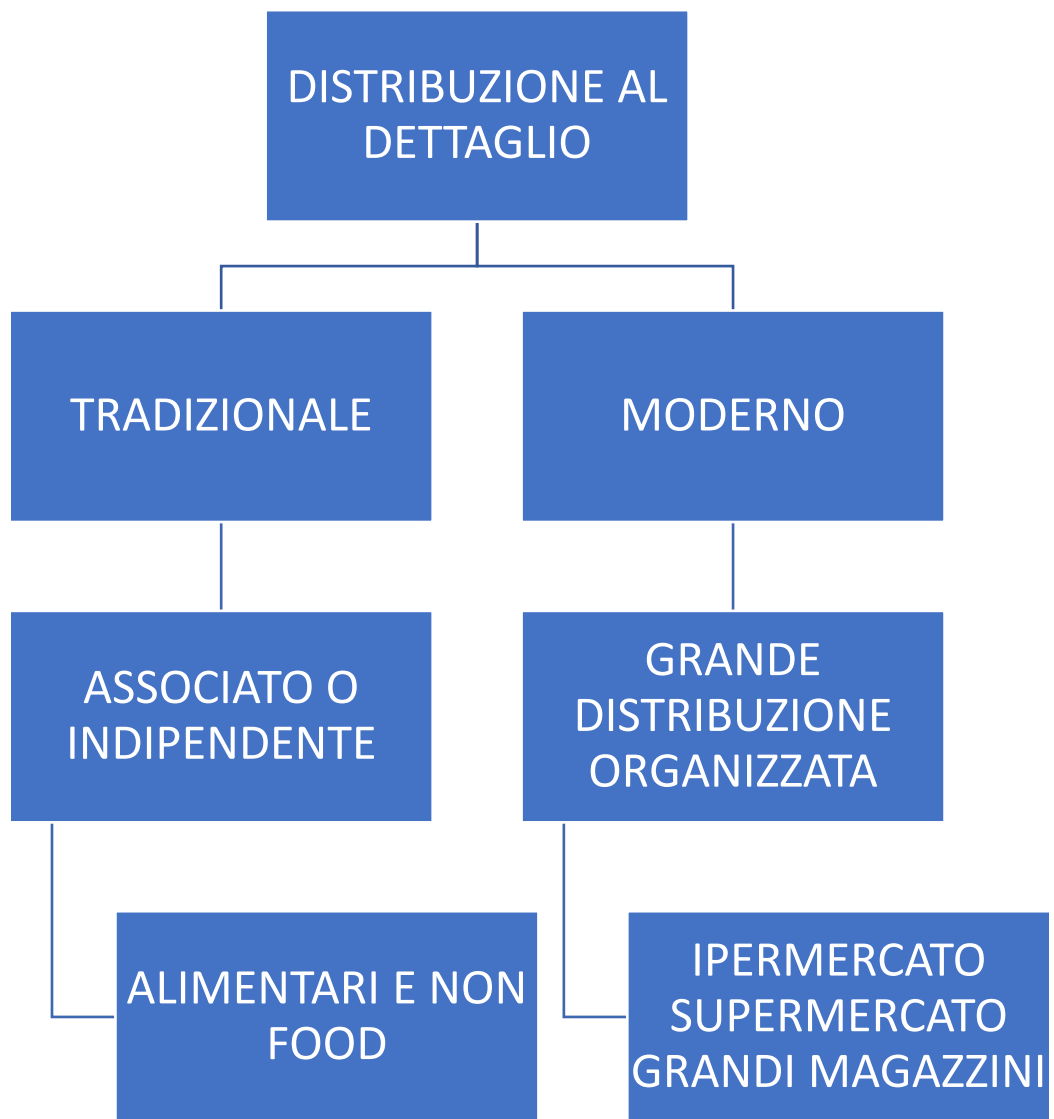 DISTRIBUZIONE AL
DETTAGLIO
TRADIZIONALE
MODERNO
ASSOCIATO O
INDIPENDENTE
GRANDE
DISTRIBUZIONE
ORGANIZZATA
ALIMENTARI E NON
FOOD
IPERMERCATO
SUPERMERCATO
GRANDI MAGAZZINI